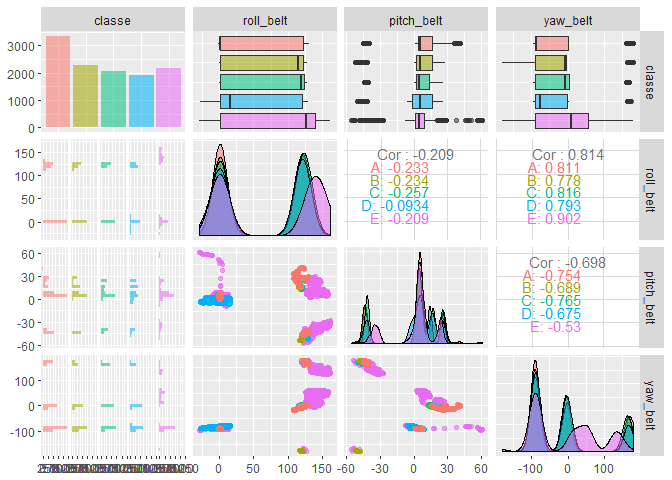 classe
roll_belt
pitch_belt
yaw_belt
3000
2000
1000
0
classe
150
100
50
0
Cor : -0.209
A: -0.233
B: -0.234
C: -0.257
D: -0.0934
E: -0.209
Cor : 0.814
A: 0.811
B: 0.778
C: 0.816
D: 0.793
E: 0.902
roll_belt
60
30
0
-30
-60
Cor : -0.698
A: -0.754
B: -0.689
C: -0.765
D: -0.675
E: -0.53
pitch_belt
100
0
-100
yaw_belt
0 50 100 150
-60 -30 0 30 60
-100 0 100